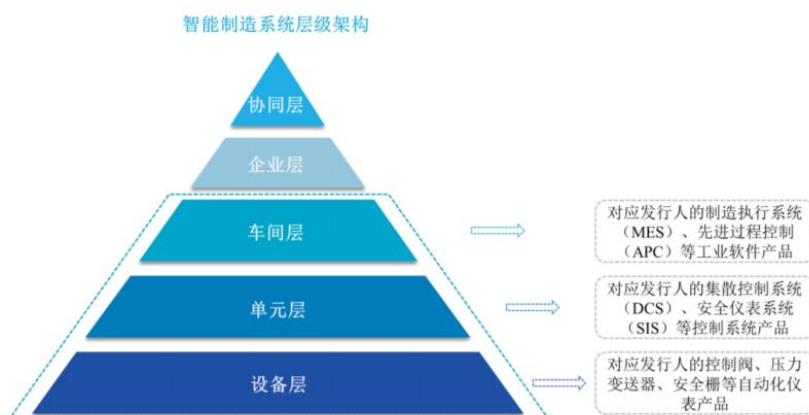 智能制造系统层级架构
协同层
企业层
车间层
对应发行人的制造执行系统
（MES）、先进过程控制
（APC）等工业软件产品
单元层
对应发行人的集散控制系统
（DCS）、安全仪表系统
（SIS）等控制系统产品
设备层
对应发行人的控制阀、压力
变送器、安全栅等自动化仪
表产品